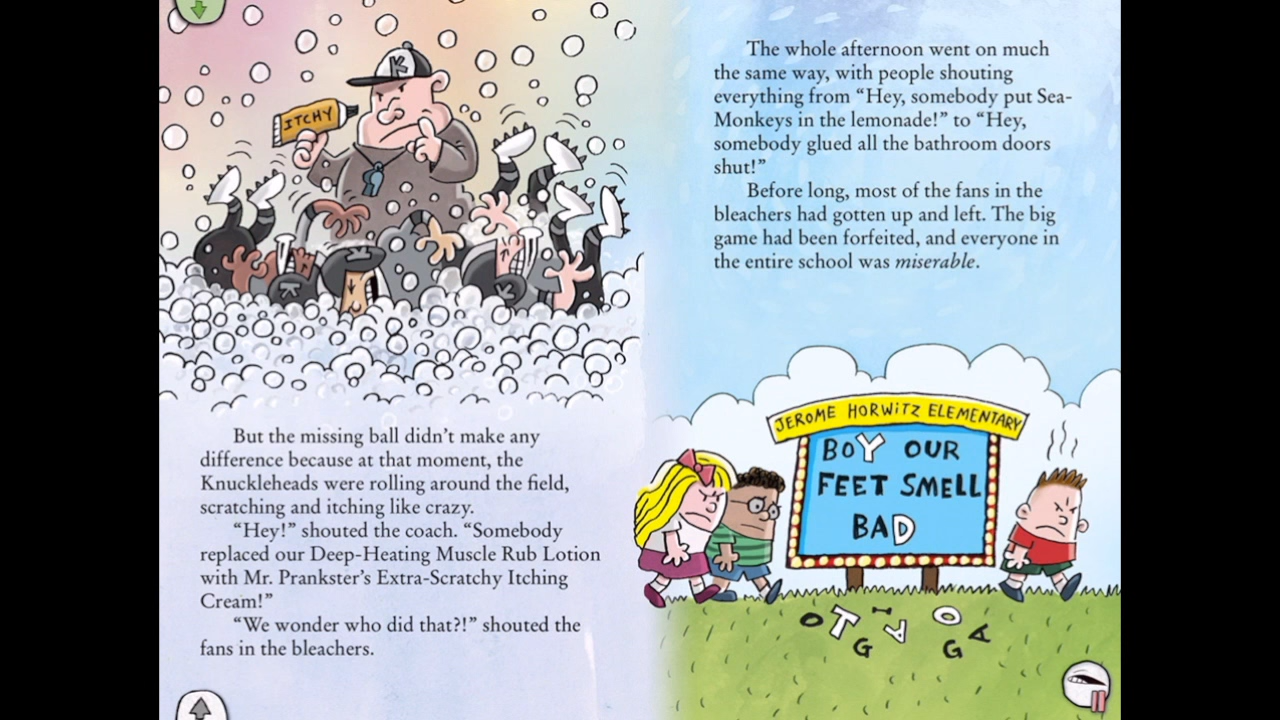 K
ITCHY
K
K
But the missing ball didn't make any
difference because at that moment, the
Knuckleheads were rolling around the field,
scratching and itching like crazy.
"Hey!" shouted the coach. "Somebody
replaced our Deep-Heating Muscle Rub Lotion
with Mr. Prankster's Extra-Scratchy Itching
Cream!"
"We wonder who did that?!" shouted the
fans in the bleachers.
The whole afternoon went on much
the same way, with people shouting
everything from "Hey, somebody put Sea-
Monkeys in the lemonade!" to "Hey,
somebody glued all the bathroom doors
shut!"
Before long, most of the fans in the
bleachers had gotten up and left. The big
game had been forfeited, and everyone in
the entire school was miserable.
JEROME HORWiTZ ELEMENTARY
BOY OUR
FEET SMELL
BAD
O T I V O
G G A